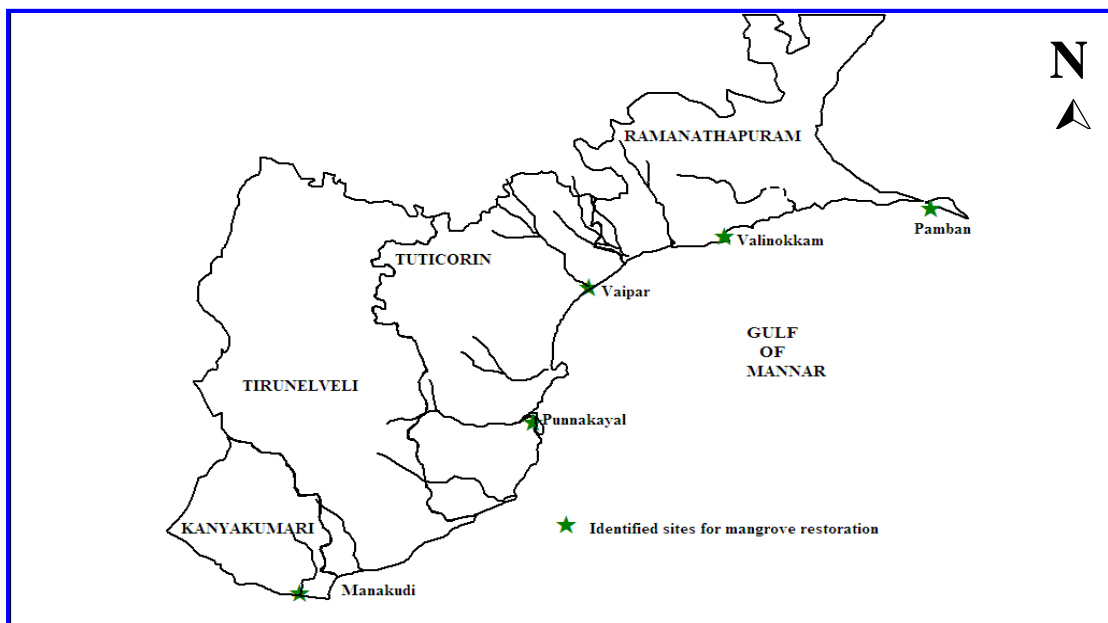 N
RAMANATHAPURAM
Pamban
Valinokkam
TUTICORIN
Vaipar
GULF
OF
MANNAR
TIRUNELVELI
Punnakayal
KANYAKUMARI
Identified sites for mangrove restoration
Manakudi